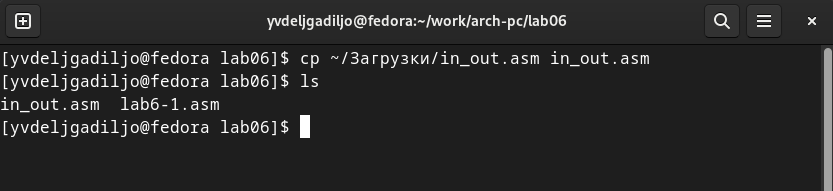 yvdeljgadiljo@fedora:~/work/arch-pc/lab06
[yvdeljgadiljo@fedora lab06]$ cp ~/Загрузки/in_out.asm in_out.asm
[yvdeljgadiljo@fedora lab06]$ ls
in_out.asm  lab6-1.asm
[yvdeljgadiljo@fedora lab06]$